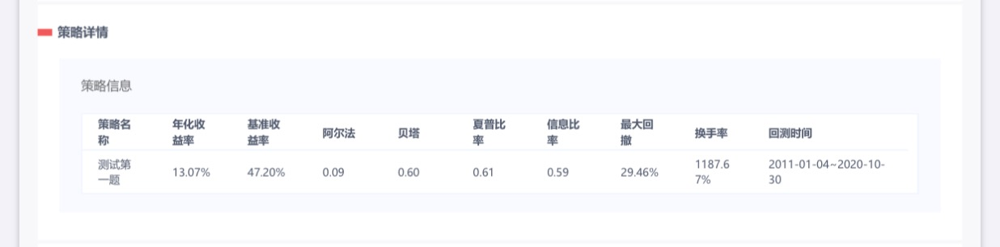 策略详情
策略信息
策略名称 年化收益率 基准收益率 阿尔法 贝塔 夏普比率 信息比率 最大回撤 换手率 回测时间
测试第一题 13.07% 47.20% 0.09 0.60 0.61 0.59 29.46% 1187.67% 2011-01-04~2020-10-30